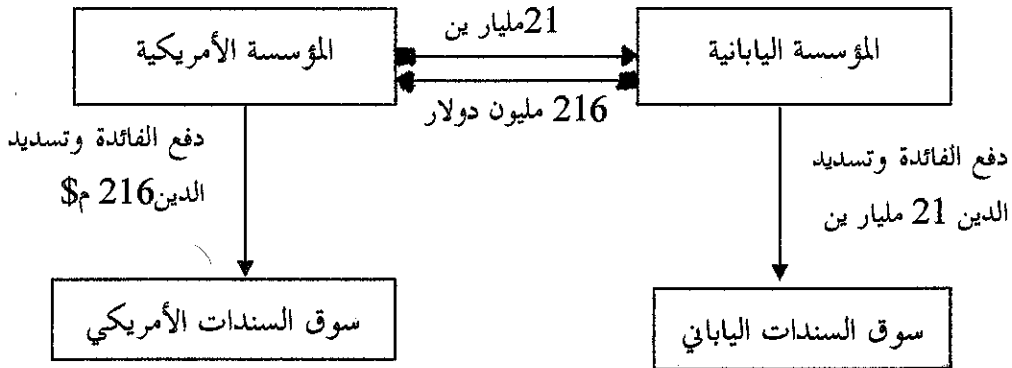 المؤسسة اليابانية
21مليار ين
المؤسسة الأمريكية
216 مليون دولار
دفع الفائدة وتسديد
الدين 21 مليار ين
دفع الفائدة وتسديد
الدين216 م$
سوق السندات الياباني
سوق السندات الأمريكي